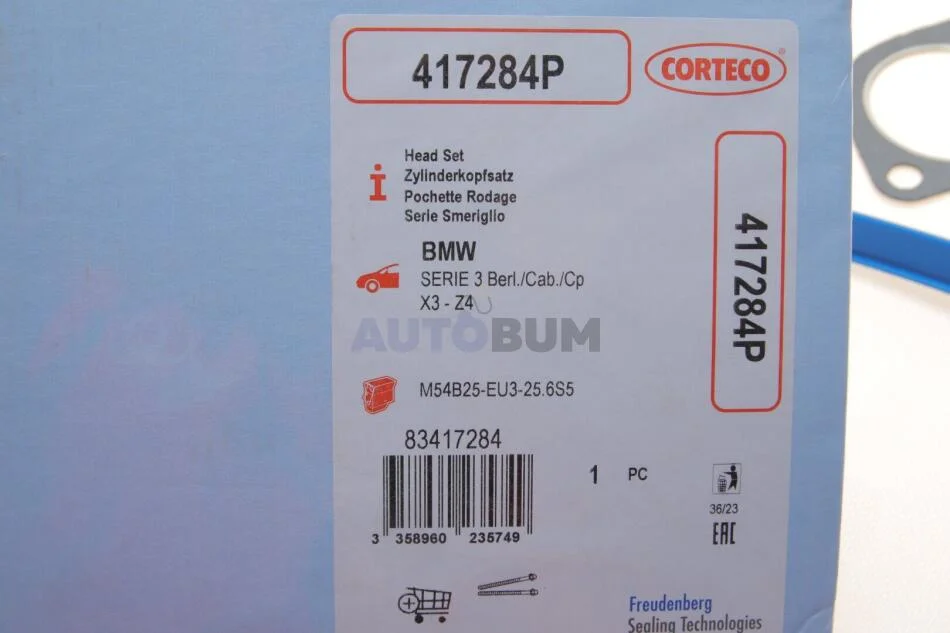 417284P
CORTECO®
Head Set
Zylinderkopfsatz
Pochette Rodage
Serie Smeriglio
BMW
SERIE 3 Berl./Cab./Cp
X3 - Z4
417284P
AUTOBUM
M54B25-EU3-25.6S5
83417284
1 PC
3 358960 235749
36/23
EAC
Freudenberg
Sealing Technologies